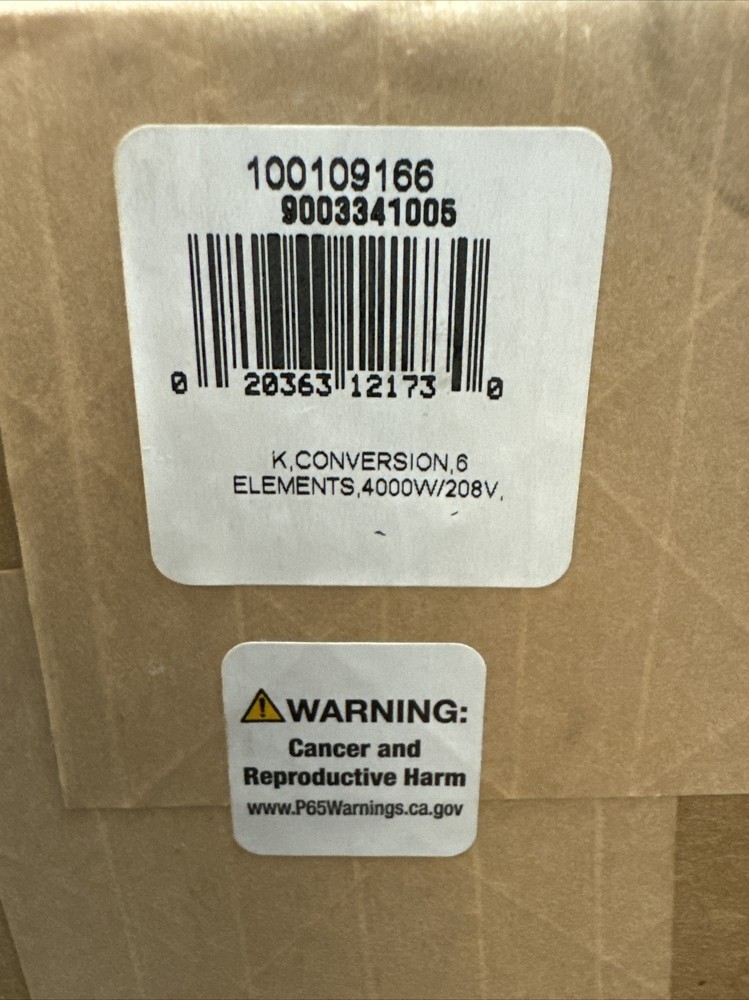 100109166
9003341005
0 20363 12173 0
K,CONVERSION,6
ELEMENTS,4000W/208V,
WARNING:
Cancer and
Reproductive Harm
www.P65Warnings.ca.gov